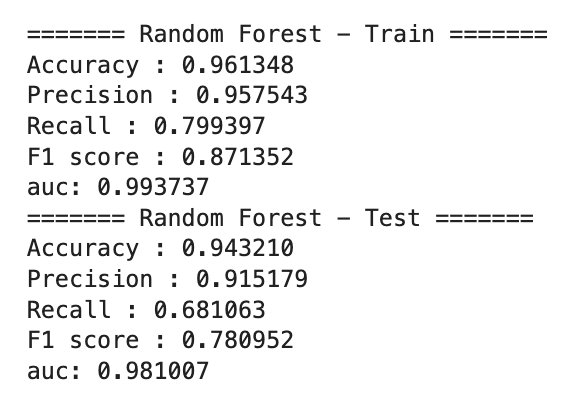 ======= Random Forest - Train =======
Accuracy : 0.961348
Precision : 0.957543
Recall : 0.799397
F1 score : 0.871352
auc: 0.993737
======= Random Forest - Test =======
Accuracy : 0.943210
Precision : 0.915179
Recall : 0.681063
F1 score : 0.780952
auc: 0.981007